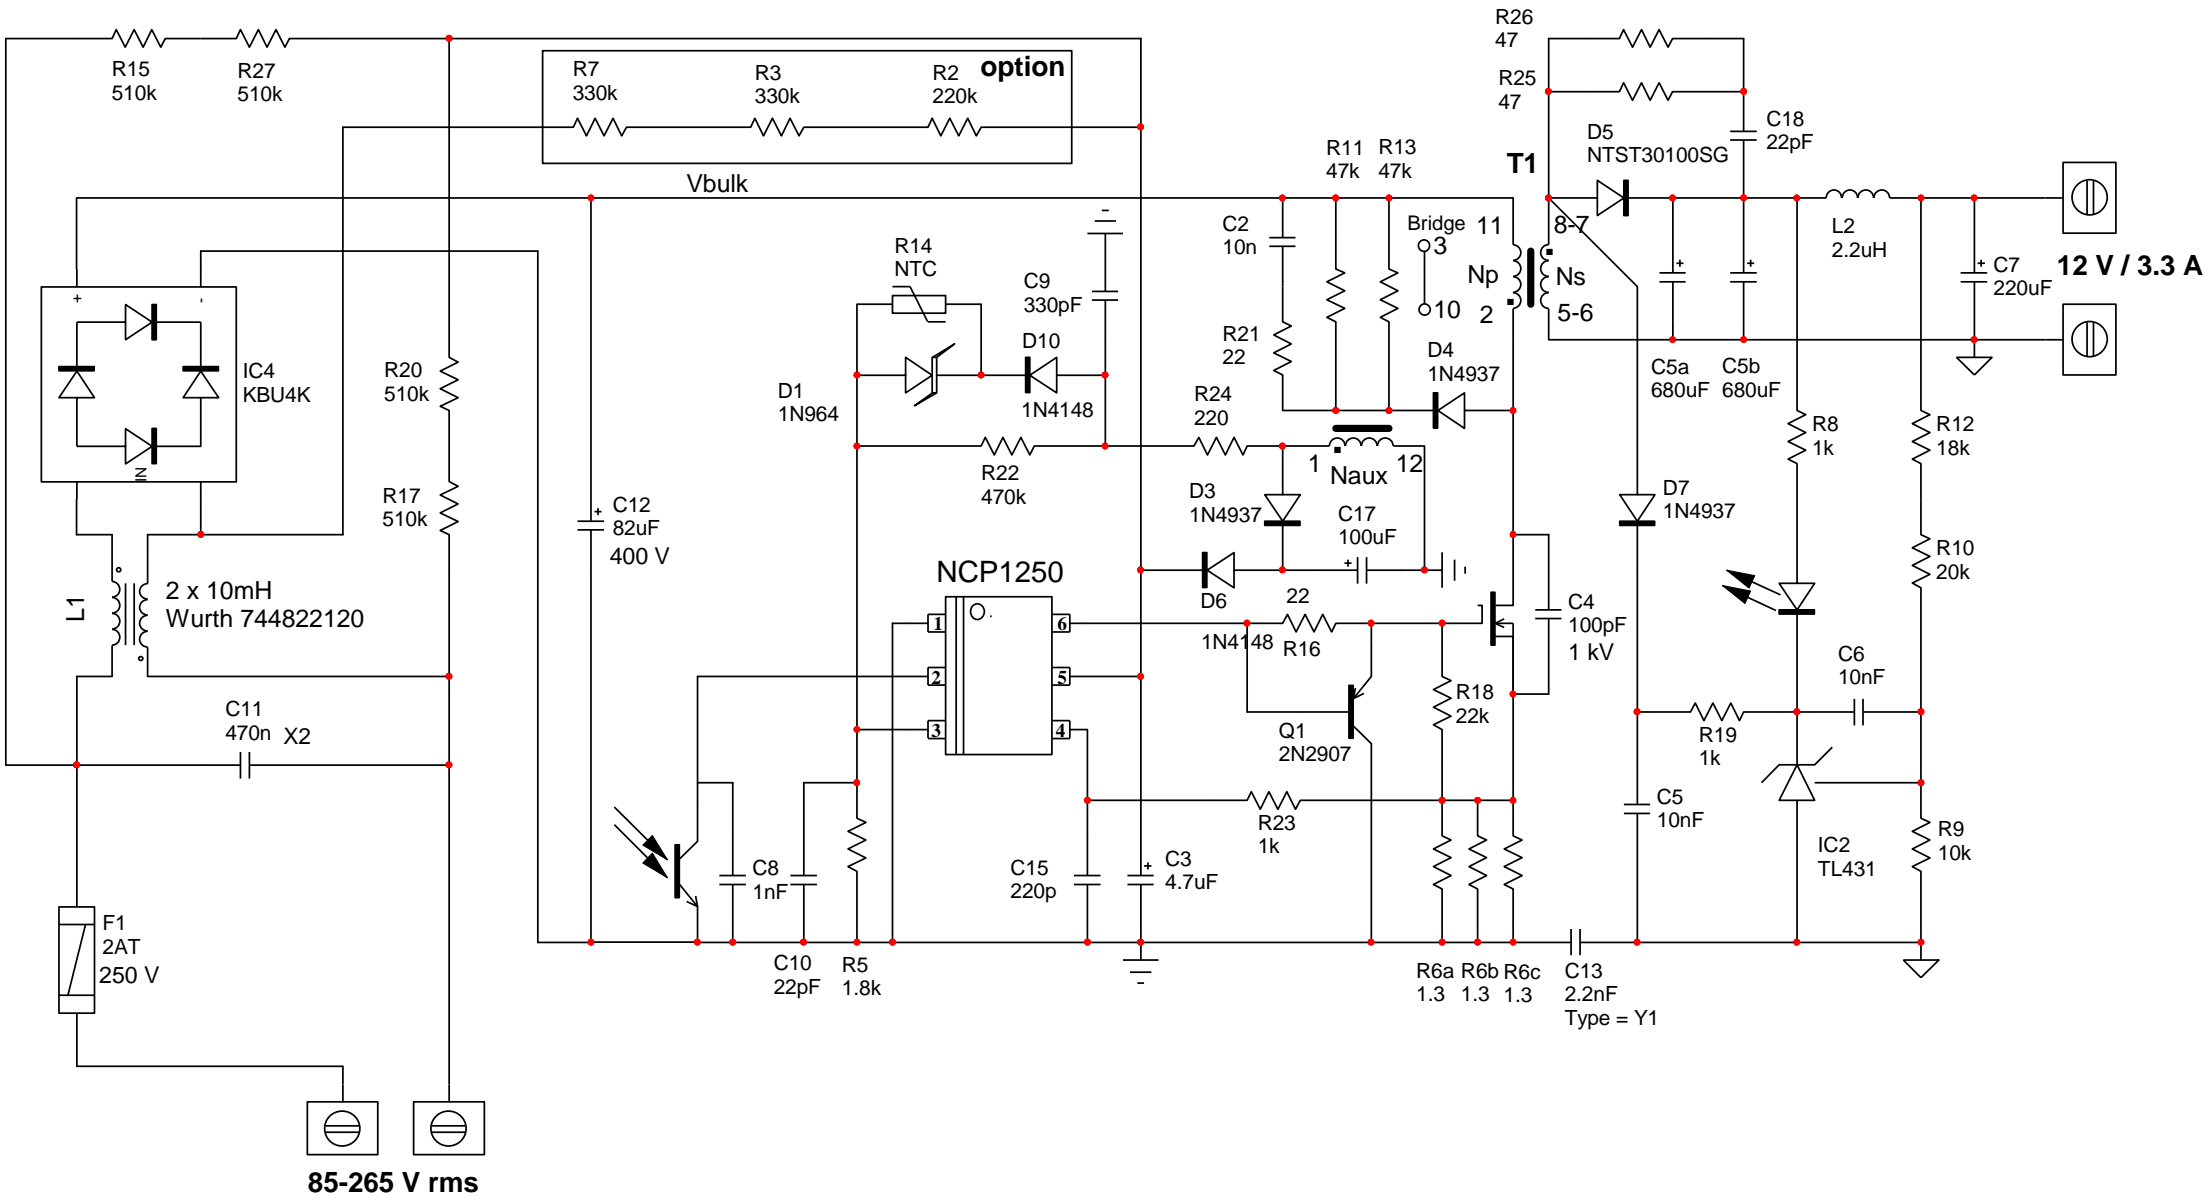 R26
47
R15
510k
R27
510k
R7
330k
R3
330k
R2
220k
option
R25
47
C18
22pF
D5
NTST30100SG
R11
47k
R13
47k
T1
Vbulk
C2
10n
Bridge
3
10
11
Np
2
8-7
Ns
5-6
L2
2.2uH
+
C7
220uF
12 V / 3.3 A
R14
NTC
C9
330pF
R21
22
D10
1N4148
D4
1N4937
+
C5a
680uF
+
C5b
680uF
+
-
IN
IC4
KBU4K
R20
510k
D1
1N964
R24
220
R8
1k
R12
18k
R22
470k
1
12
Naux
R17
510k
+
C12
82uF
400 V
D3
1N4937
C17
100uF
+
D7
1N4937
R10
20k
L1
2 x 10mH
Wurth 744822120
NCP1250
1
2
3
6
5
4
D6
1N4148
22
R16
C4
100pF
1 kV
C6
10nF
C11
470n
X2
Q1
2N2907
R18
22k
R19
1k
C5
10nF
R23
1k
IC2
TL431
R9
10k
C8
1nF
C15
220p
+
C3
4.7uF
F1
2AT
250 V
C10
22pF
R5
1.8k
R6a
1.3
R6b
1.3
R6c
1.3
C13
2.2nF
Type = Y1
85-265 V rms